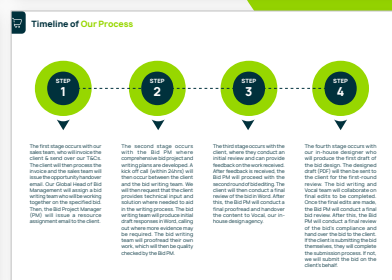 Timeline of Our Process
STEP
1
STEP
2
STEP
3
STEP
4
The first stage occurs with our
sales team, who will invoice the
client & send over our T&Cs.
The client will then process the
invoice and the sales team will
issue the opportunity handover
email. Our Global Head of Bid
Management will assign a bid
writing team who will be working
together on the specified bid.
Then, the Bid Project Manager
(PM) will issue a resource
assignment email to the client.
The second stage occurs
with the Bid PM where
comprehensive bid project and
writing plans are developed. A
kick off call (within 24hrs) will
then occur between the client
and the bid writing team. We
will then request that the client
provides technical input and
solution where needed to aid
in the writing process. The bid
writing team will produce initial
draft responses in Word, calling
out where more evidence may
be required. The bid writing
team will proofread their own
work, which will then be quality
checked by the Bid PM.
The third stage occurs with the
client, where they conduct an
initial review and can provide
feedback on the work received.
After feedback is received, the
Bid PM will proceed with the
second round of bid editing. The
client will then conduct a final
review of the bid in Word. After
this, the Bid PM will conduct a
final proofread and handover
the content to Vocal, our in-
house design agency.
The fourth stage occurs with
our in-house designer who
will produce the first draft of
the bid design. The designed
draft (PDF) will then be sent to
the client for the first round
review. The bid writing and
Vocal team will collaborate on
final edits to be completed.
Once the final edits are made,
the client will conduct a final
bid review. After this, the Bid
PM will conduct a final review
of the bid's compliance and
hand over the bid to the client.
If the client is submitting the bid
themselves, they will complete
the submission process. If not,
we will submit the bid on the
client's behalf.